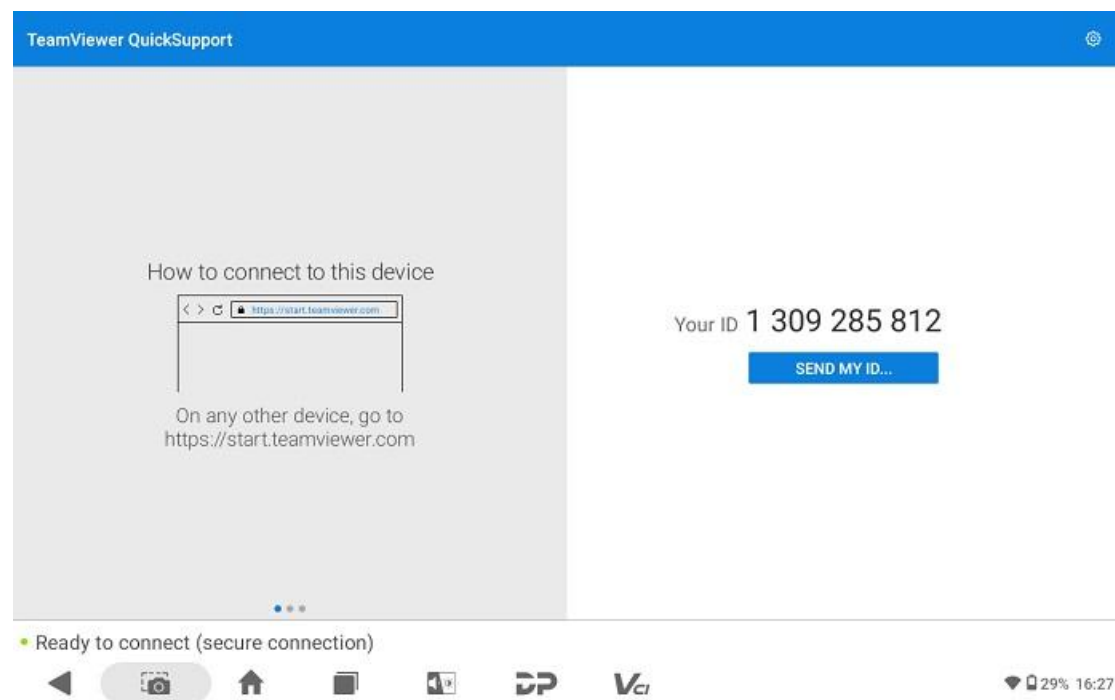 TeamViewer QuickSupport
How to connect to this device
https://start.teamviewer.com
On any other device, go to
https://start.teamviewer.com
Your ID 1 309 285 812
SEND MY ID...
Ready to connect (secure connection)
DP
VCI
29% 16:27